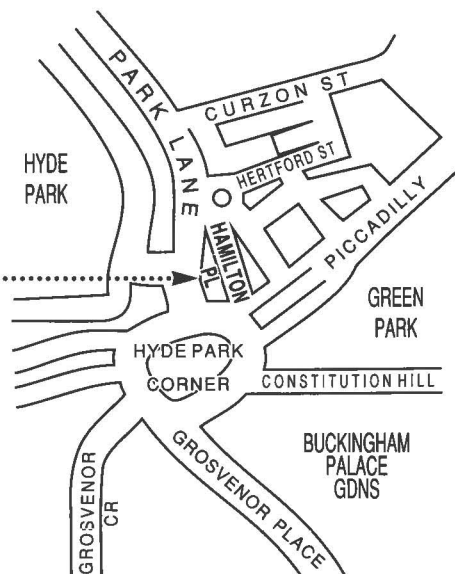 PARK LANE
CURZON ST
HYDE
PARK
HERTFORD ST
HAMILTON
PL
PICCADILLY
GREEN
PARK
HYDE PARK
CORNER
CONSTITUTION HILL
BUCKINGHAM
PALACE
GDNS
GROSVENOR PLACE
GROSVENOR
CR